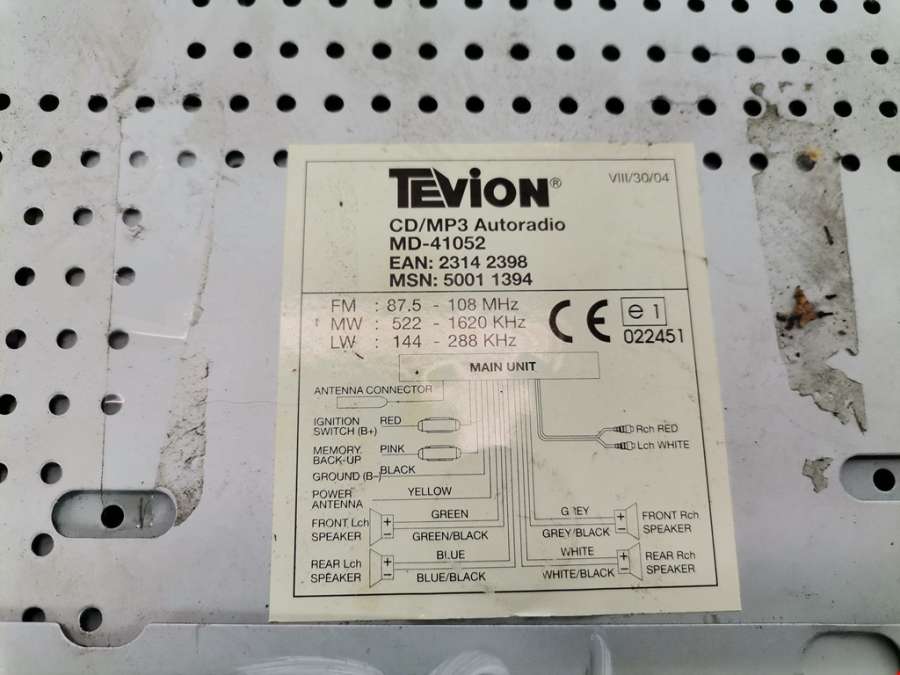 TEVION®
VIII/30/04
CD/MP3 Autoradio
MD-41052
EAN: 2314 2398
MSN: 5001 1394
FM : 87.5 - 108 MHz
MW : 522 - 1620 KHz
LW : 144 - 288 KHz
CE
e 1
022451
MAIN UNIT
ANTENNA CONNECTOR
IGNITION SWITCH (B+)
RED
MEMORY BACK-UP
PINK
GROUND (B-)
BLACK
POWER ANTENNA
YELLOW
Rch RED
Lch WHITE
FRONT Lch SPEAKER
+
−
GREEN
GREEN/BLACK
REAR Lch SPEAKER
+
−
BLUE
BLUE/BLACK
GREY
GREY/BLACK
+
−
FRONT Rch SPEAKER
WHITE
WHITE/BLACK
+
−
REAR Rch SPEAKER